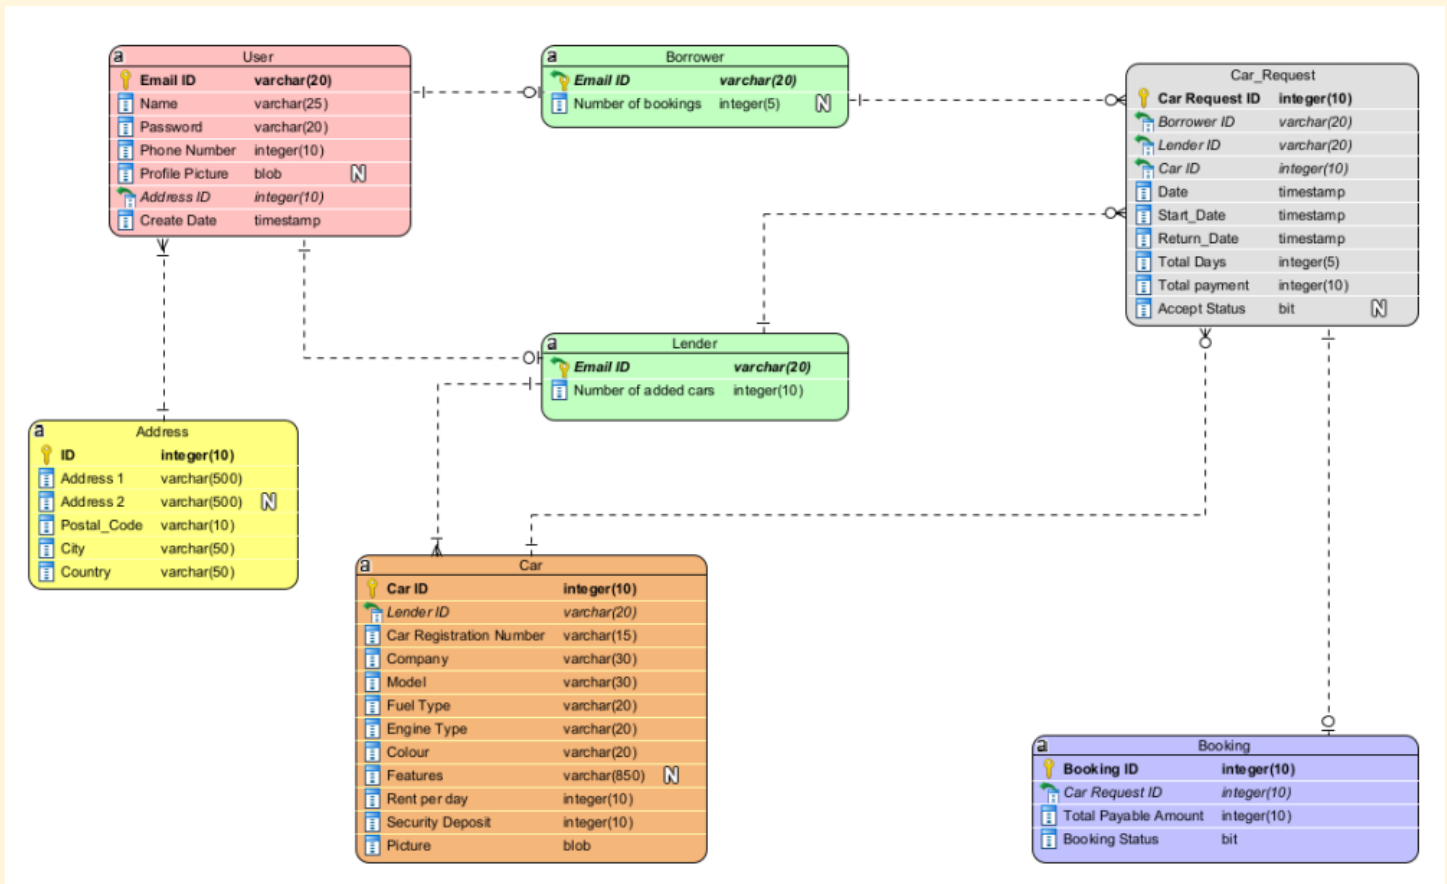 a User
Email ID varchar(20)
Name varchar(25)
Password varchar(20)
Phone Number integer(10)
Profile Picture blob N
Address ID integer(10)
Create Date timestamp
a Borrower
Email ID varchar(20)
Number of bookings integer(5) N
Car_Request
Car Request ID integer(10)
Borrower ID varchar(20)
Lender ID varchar(20)
Car ID integer(10)
Date timestamp
Start_Date timestamp
Return_Date timestamp
Total Days integer(5)
Total payment integer(10)
Accept Status bit N
a Lender
Email ID varchar(20)
Number of added cars integer(10)
a Address
ID integer(10)
Address 1 varchar(500)
Address 2 varchar(500) N
Postal_Code varchar(10)
City varchar(50)
Country varchar(50)
a Car
Car ID integer(10)
Lender ID varchar(20)
Car Registration Number varchar(15)
Company varchar(30)
Model varchar(30)
Fuel Type varchar(20)
Engine Type varchar(20)
Colour varchar(20)
Features varchar(850) N
Rent per day integer(10)
Security Deposit integer(10)
Picture blob
a Booking
Booking ID integer(10)
Car Request ID integer(10)
Total Payable Amount integer(10)
Booking Status bit